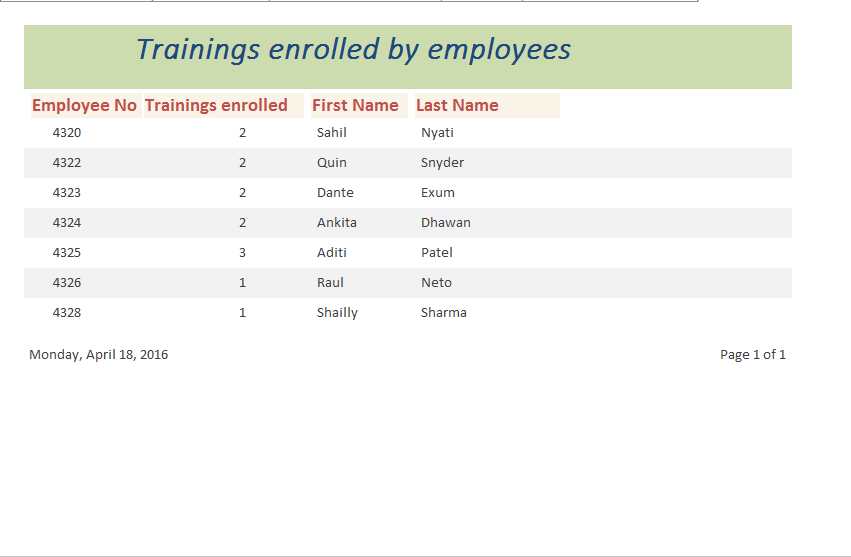 Trainings enrolled by employees
Employee No Trainings enrolled First Name Last Name
4320 2 Sahil Nyati
4322 2 Quin Snyder
4323 2 Dante Exum
4324 2 Ankita Dhawan
4325 3 Aditi Patel
4326 1 Raul Neto
4328 1 Shailly Sharma
Monday, April 18, 2016 Page 1 of 1